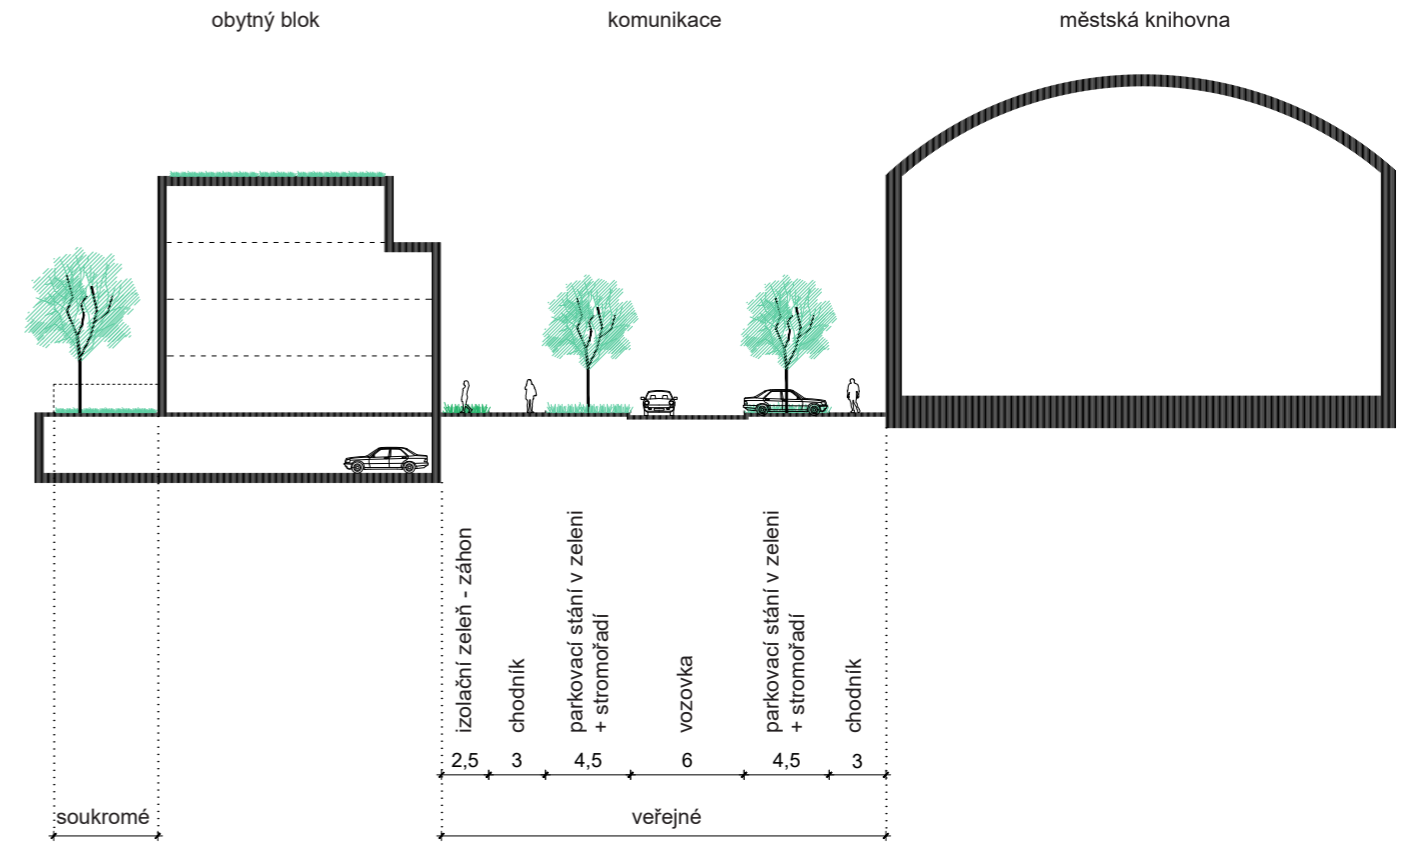 obytný blok
komunikace
městská knihovna
izolační zeleň - záhon
chodník
parkovací stání v zeleni
+ stromořadí
vozovka
parkovací stání v zeleni
+ stromořadí
chodník
2,5
3
4,5
6
4,5
3
soukromé
veřejné